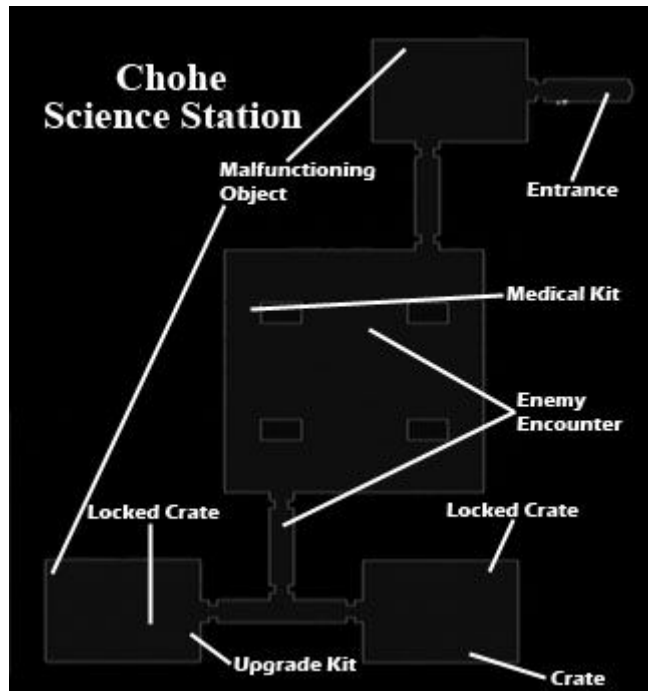 Chohe
Science Station
Malfunctioning
Object
Entrance
Medical Kit
Enemy
Encounter
Locked Crate
Locked Crate
Upgrade Kit
Crate